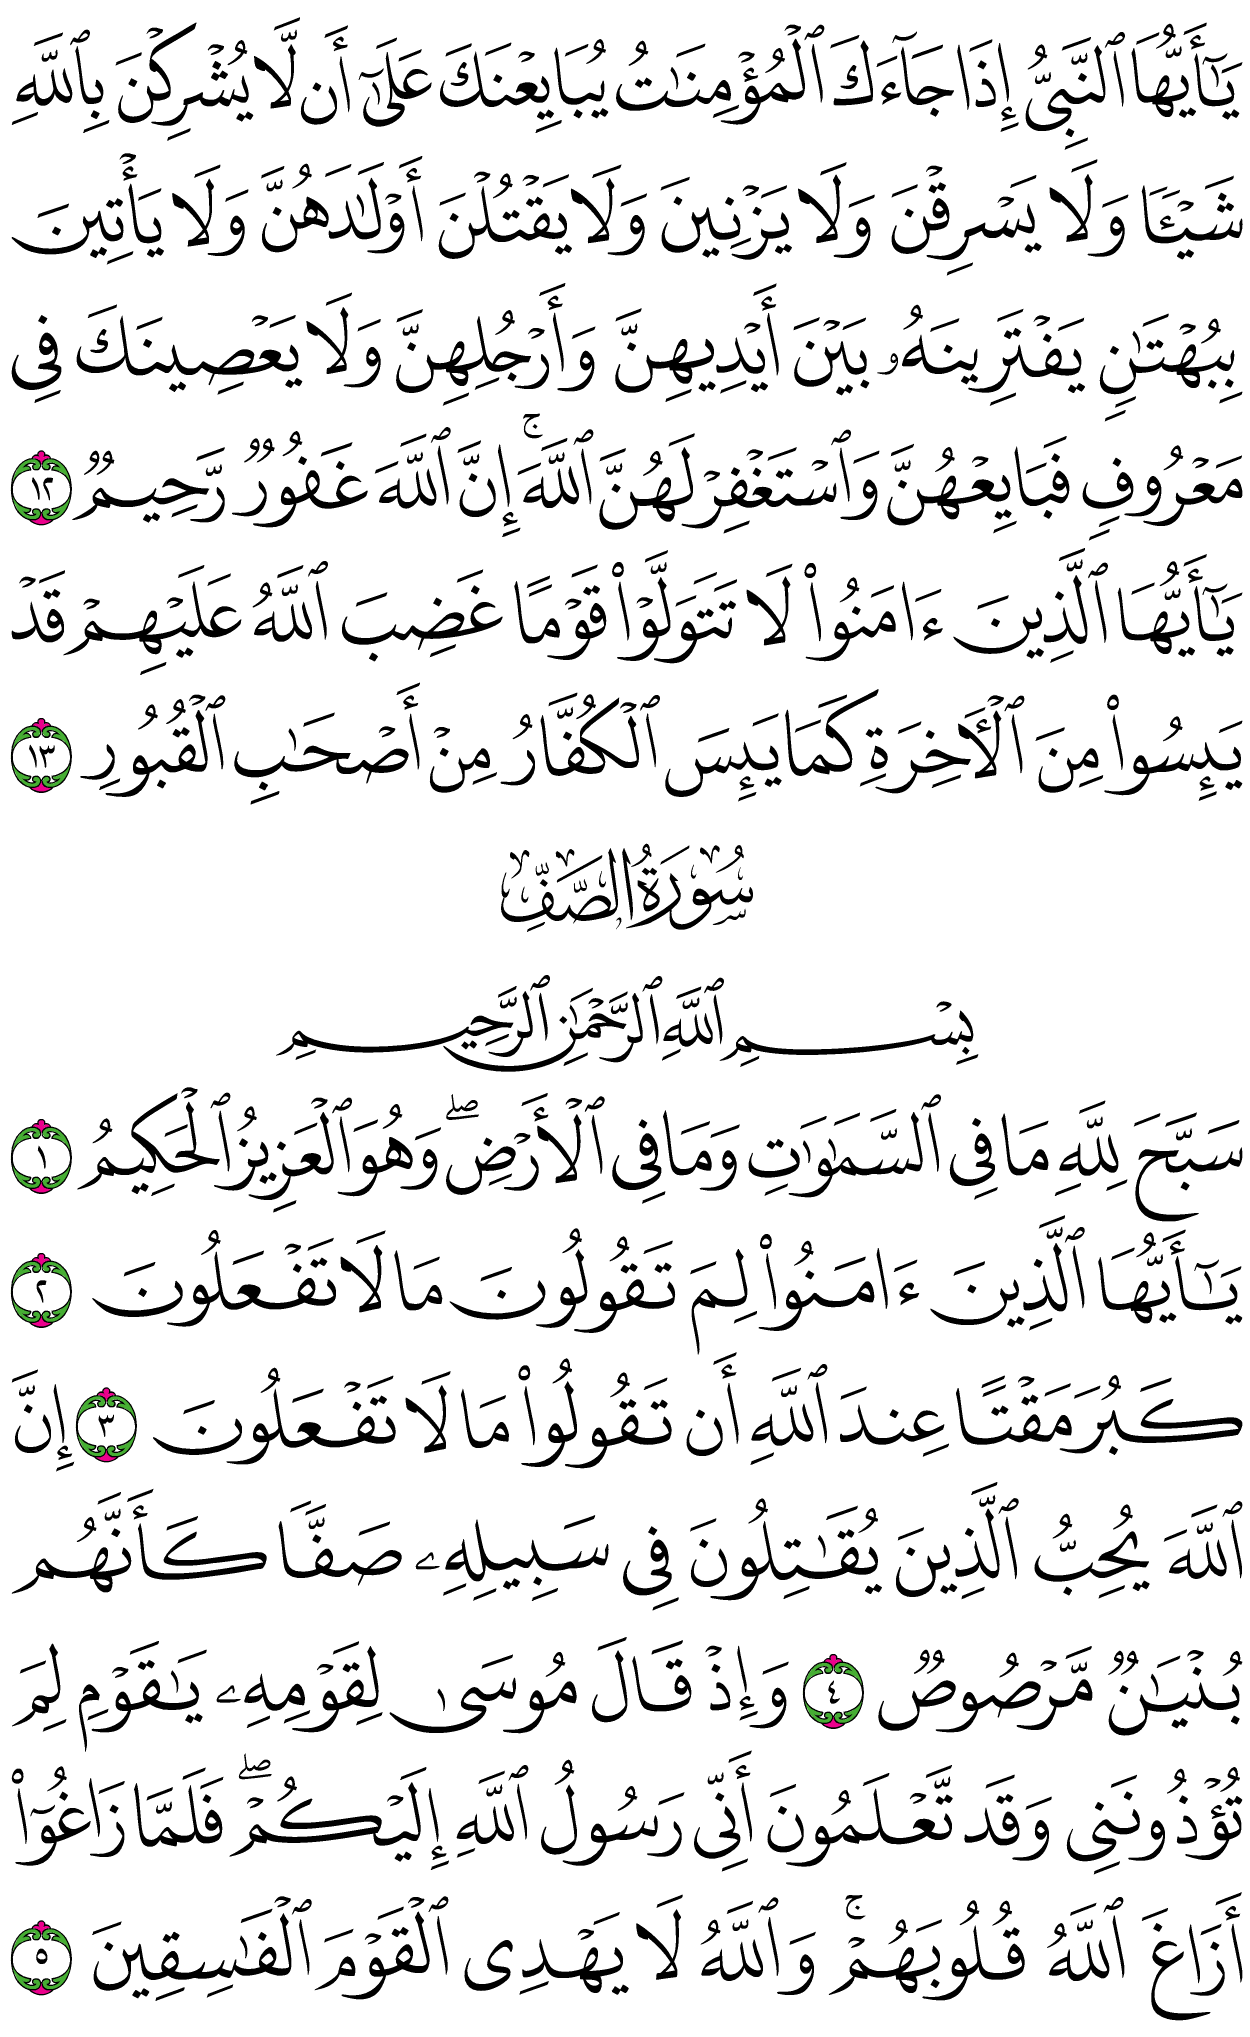 يَـٰٓأَيُّهَا ٱلنَّبِىُّ إِذَا جَآءَكَ ٱلْمُؤْمِنَـٰتُ يُبَايِعْنَكَ عَلَىٰٓ أَن لَّا يُشْرِكْنَ بِٱللَّهِ
شَيْـًٔا وَلَا يَسْرِقْنَ وَلَا يَزْنِينَ وَلَا يَقْتُلْنَ أَوْلَـٰدَهُنَّ وَلَا يَأْتِينَ
بِبُهْتَـٰنٍ يَفْتَرِينَهُۥ بَيْنَ أَيْدِيهِنَّ وَأَرْجُلِهِنَّ وَلَا يَعْصِينَكَ فِى
مَعْرُوفٍ فَبَايِعْهُنَّ وَٱسْتَغْفِرْ لَهُنَّ ٱللَّهَ ۚ إِنَّ ٱللَّهَ غَفُورٌ رَّحِيمٌ ١٢
يَـٰٓأَيُّهَا ٱلَّذِينَ ءَامَنُوا۟ لَا تَتَوَلَّوْا۟ قَوْمًا غَضِبَ ٱللَّهُ عَلَيْهِمْ قَدْ
يَئِسُوا۟ مِنَ ٱلْـَٔاخِرَةِ كَمَا يَئِسَ ٱلْكُفَّارُ مِنْ أَصْحَـٰبِ ٱلْقُبُورِ ١٣
سُورَةُ الصَّفِّ
بِسْمِ ٱللَّهِ ٱلرَّحْمَـٰنِ ٱلرَّحِيمِ
سَبَّحَ لِلَّهِ مَا فِى ٱلسَّمَـٰوَٰتِ وَمَا فِى ٱلْأَرْضِ ۖ وَهُوَ ٱلْعَزِيزُ ٱلْحَكِيمُ ١
يَـٰٓأَيُّهَا ٱلَّذِينَ ءَامَنُوا۟ لِمَ تَقُولُونَ مَا لَا تَفْعَلُونَ ٢
كَبُرَ مَقْتًا عِندَ ٱللَّهِ أَن تَقُولُوا۟ مَا لَا تَفْعَلُونَ ٣ إِنَّ
ٱللَّهَ يُحِبُّ ٱلَّذِينَ يُقَـٰتِلُونَ فِى سَبِيلِهِۦ صَفًّا كَأَنَّهُم
بُنْيَـٰنٌ مَّرْصُوصٌ ٤ وَإِذْ قَالَ مُوسَىٰ لِقَوْمِهِۦ يَـٰقَوْمِ لِمَ
تُؤْذُونَنِى وَقَد تَّعْلَمُونَ أَنِّى رَسُولُ ٱللَّهِ إِلَيْكُمْ ۖ فَلَمَّا زَاغُوٓا۟
أَزَاغَ ٱللَّهُ قُلُوبَهُمْ ۚ وَٱللَّهُ لَا يَهْدِى ٱلْقَوْمَ ٱلْفَـٰسِقِينَ ٥